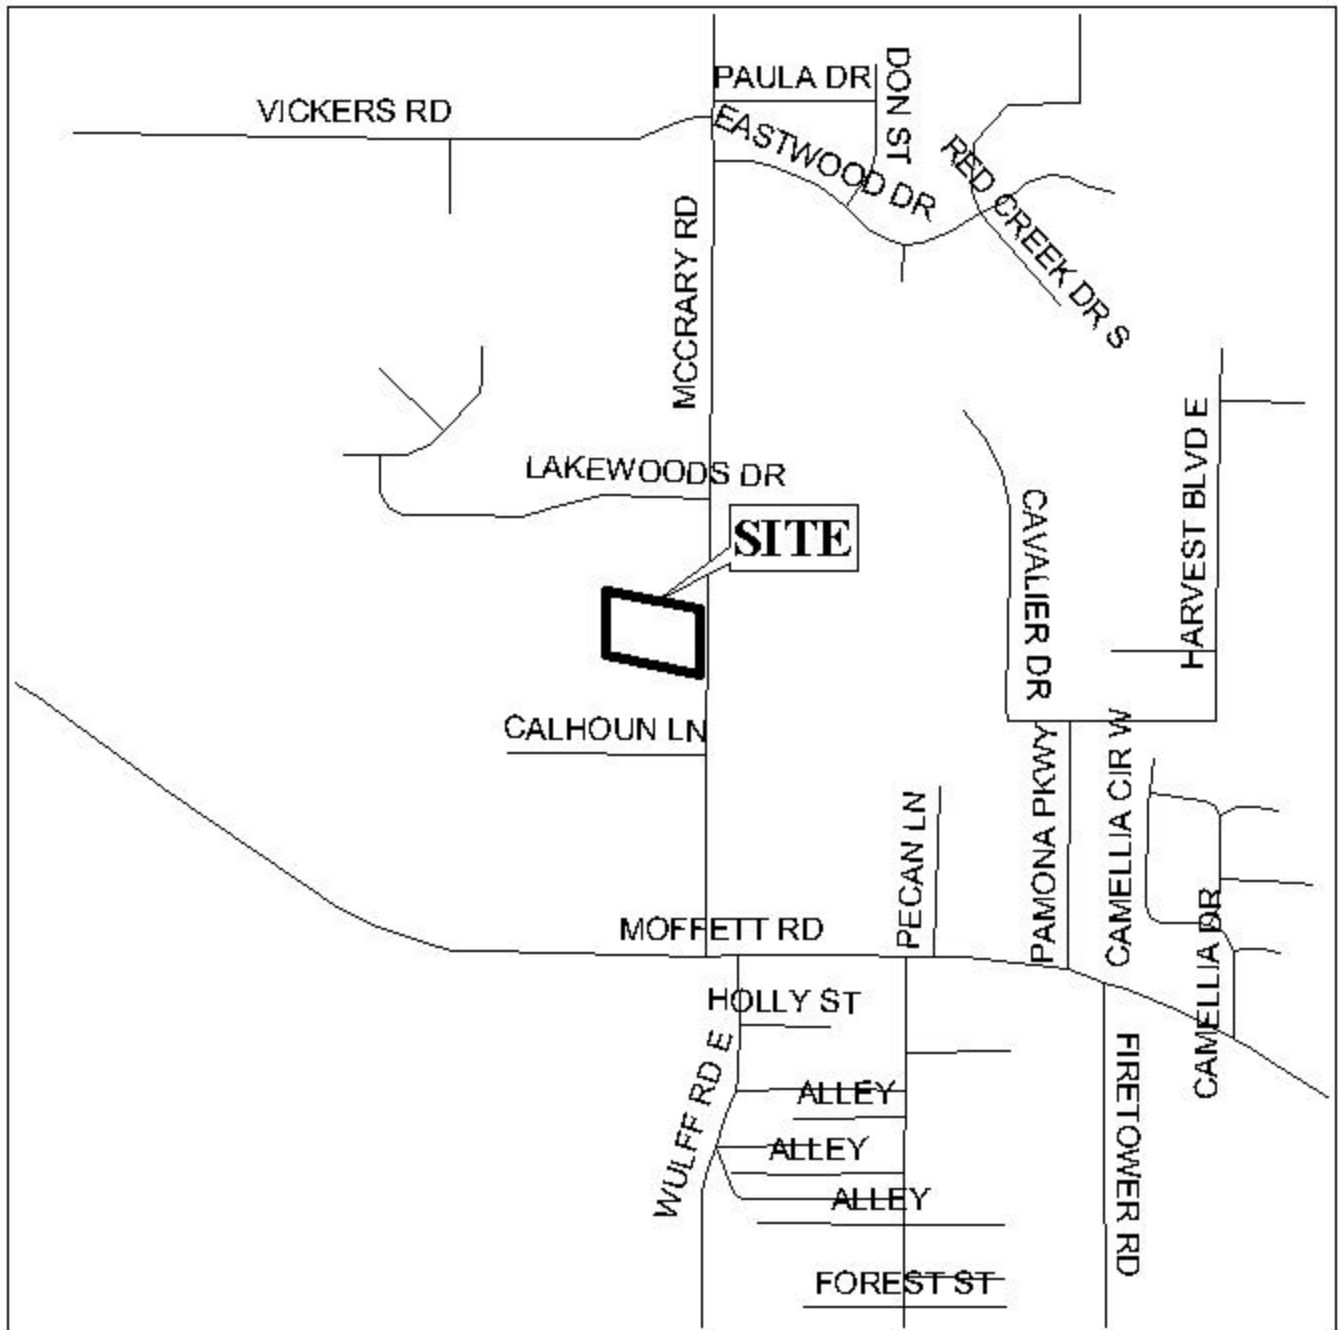 PAULA DR
DON ST
VICKERS RD
EASTWOOD DR
RED CREEK DR S
MCCRARY RD
LAKEWOODS DR
SITE
CAVALIER DR
HARVEST BLVD E
CALHOUN LN
PAMONA PKWY
CAMELLIA CIR W
PECAN LN
MOFFETT RD
CAMELLIA DR
HOLLY ST
WULFF RD E
FIRETOWER RD
ALLEY
ALLEY
ALLEY
FOREST ST